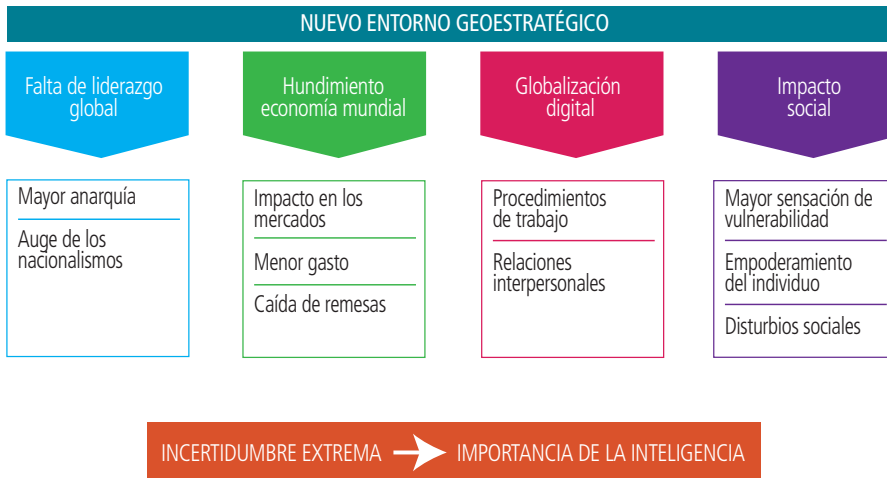 NUEVO ENTORNO GEOESTRATÉGICO
Falta de liderazgo
global
Mayor anarquía
Auge de los
nacionalismos
Hundimiento
economía mundial
Impacto en los
mercados
Menor gasto
Caída de remesas
Globalización
digital
Procedimientos
de trabajo
Relaciones
interpersonales
Impacto
social
Mayor sensación de
vulnerabilidad
Empoderamiento
del individuo
Disturbios sociales
INCERTIDUMBRE EXTREMA IMPORTANCIA DE LA INTELIGENCIA